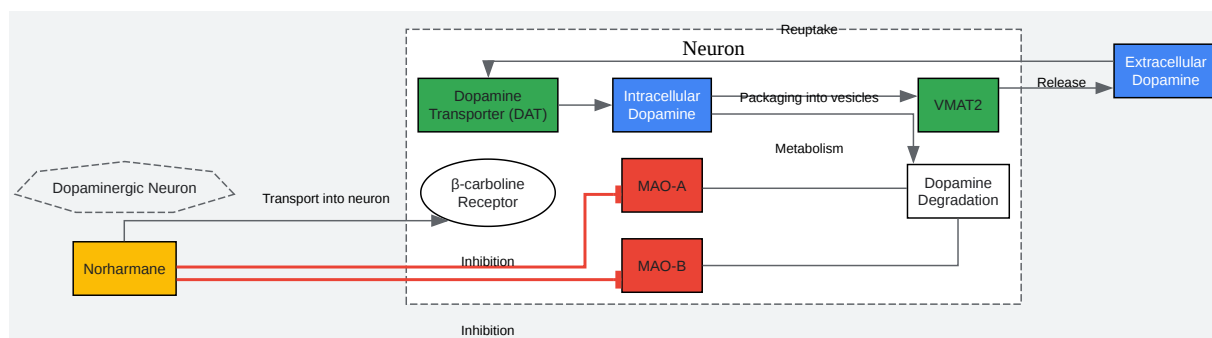 Reuptake
Neuron
Extracellular
Dopamine
Release
Dopamine
Transporter (DAT)
Intracellular
Dopamine
Packaging into vesicles
VMAT2
Metabolism
Dopaminergic Neuron
Transport into neuron
β-carboline
Receptor
MAO-A
Dopamine
Degradation
Norharmane
Inhibition
MAO-B
Inhibition